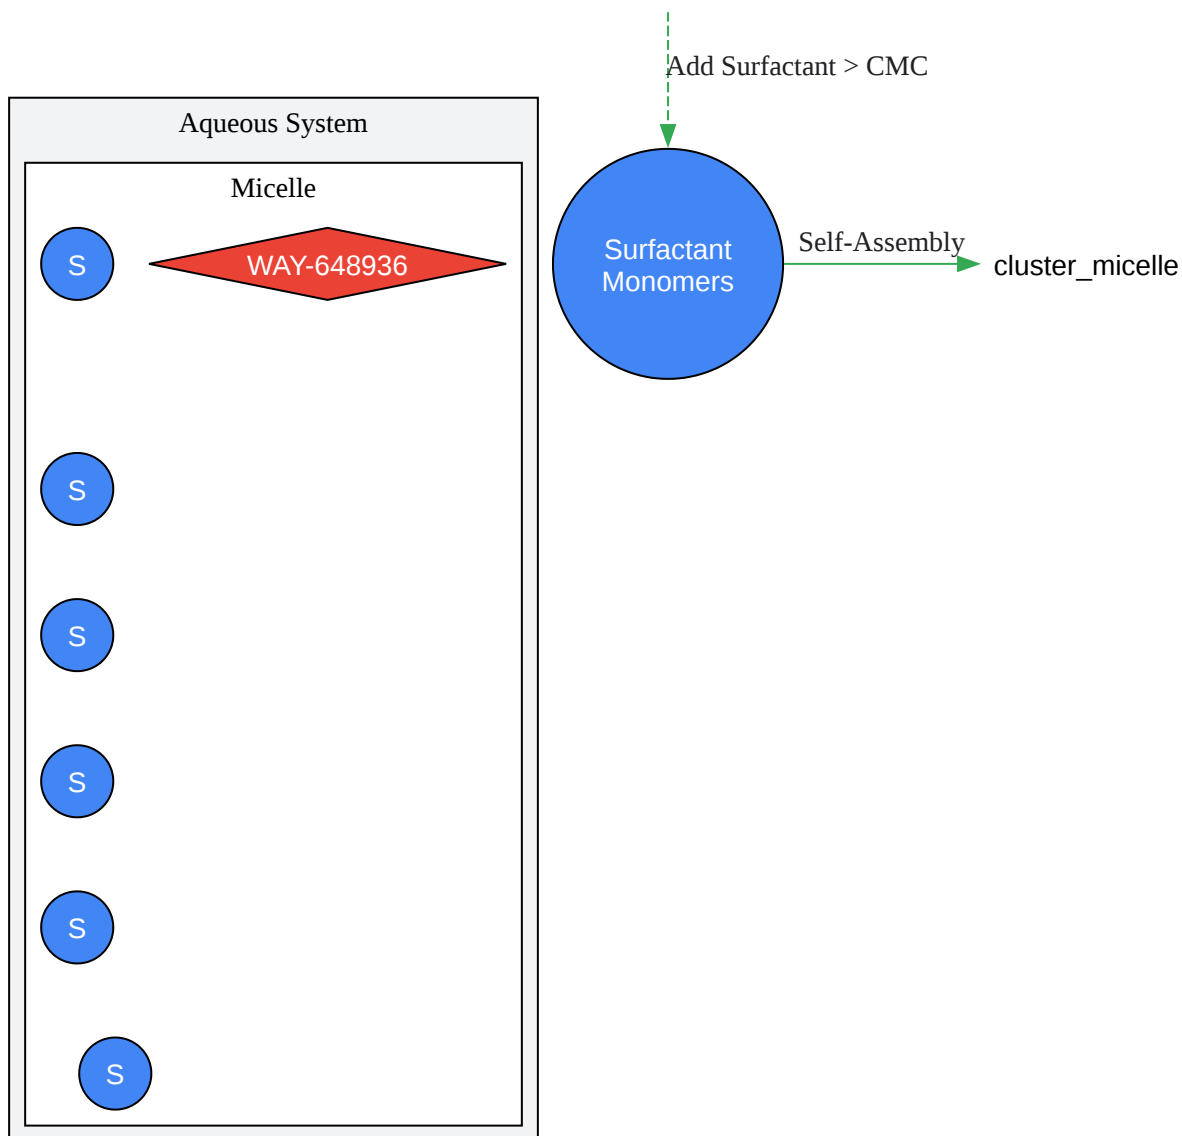 Add Surfactant > CMC
Aqueous System
Micelle
S
WAY-648936
Surfactant
Monomers
Self-Assembly
cluster_micelle
S
S
S
S
S